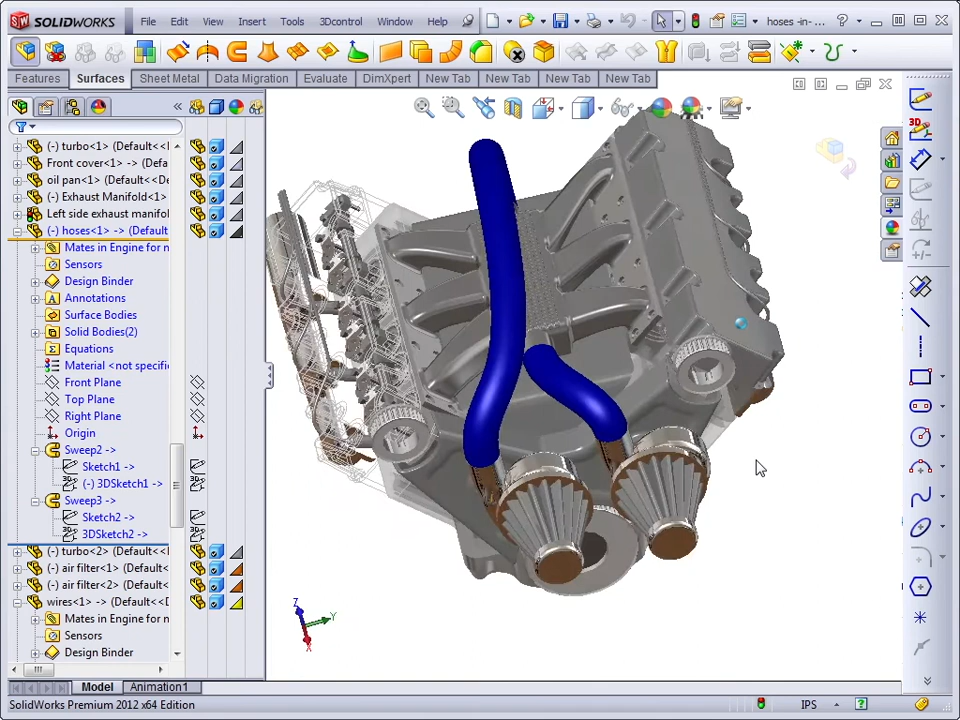 SOLIDWORKS File Edit View Insert Tools 3Dcontrol Window Help hoses -in-...
Features Surfaces Sheet Metal Data Migration Evaluate DimXpert New Tab New Tab New Tab New Tab
(-) turbo<1> (Default<<D
Front cover<1> -> (Defa
oil pan<1> (Default<<De
(-) Exhaust Manifold<1>
Left side exhaust manifol
(-) hoses<1> -> (Default
Mates in Engine for n
Sensors
Design Binder
Annotations
Surface Bodies
Solid Bodies(2)
Equations
Material <not specifi
Front Plane
Top Plane
Right Plane
Origin
Sweep2 ->
Sketch1 ->
(-) 3DSketch1 ->
Sweep3 ->
Sketch2 ->
3DSketch2 ->
(-) turbo<2> (Default<<D
(-) air filter<1> (Default<
(-) air filter<2> (Default<
wires<1> -> (Default<<D
Mates in Engine for n
Sensors
Design Binder
3D
Z
Y
X
Model Animation1
SolidWorks Premium 2012 x64 Edition IPS